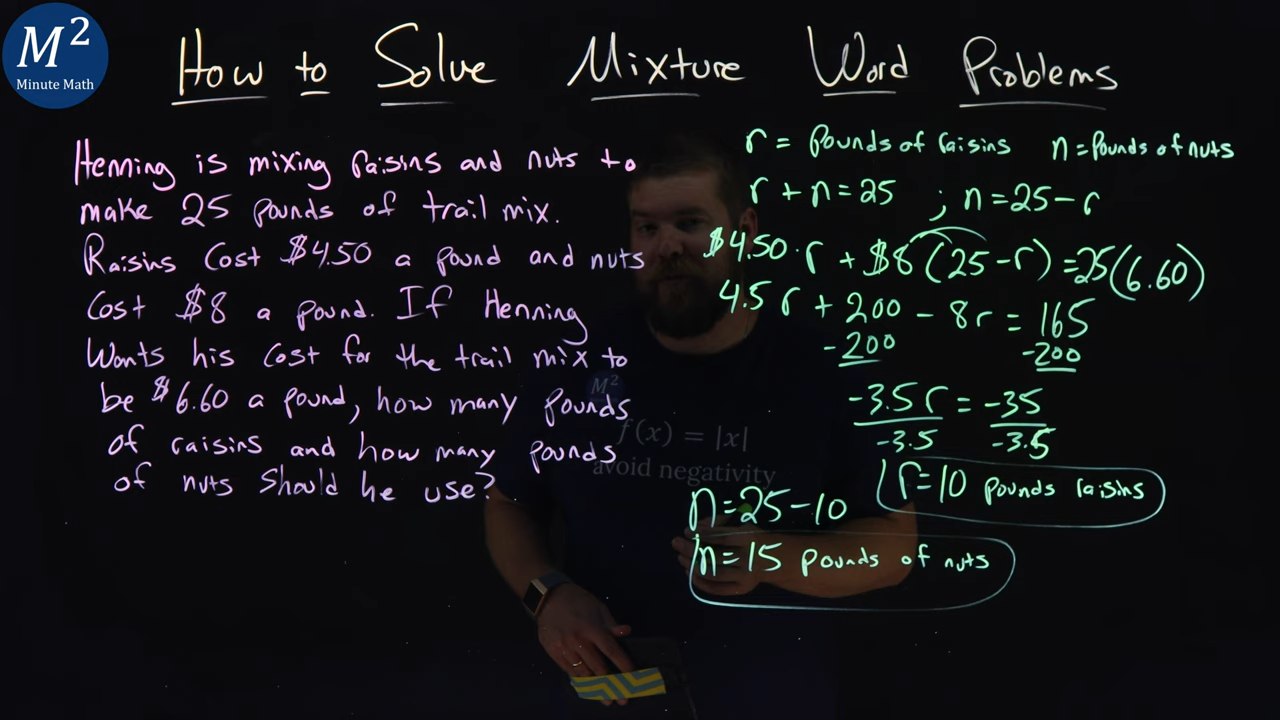 M²
Minute Math
How to Solve Mixture Word Problems
Henning is mixing raisins and nuts to
make 25 pounds of trail mix.
Raisins Cost $4.50 a pound and nuts
Cost $8 a pound. If Henning
Wants his cost for the trail mix to
be $6.60 a pound, how many pounds
of raisins and how many pounds
of nuts should he use?
r = pounds of raisins n = pounds of nuts
r + n = 25 ; n = 25 - r
$4.50 · r + $8 (25 - r) = 25(6.60)
4.5 r + 200 - 8r = 165
-200 -200
-3.5 r = -35
-3.5 -3.5
r = 10 pounds raisins
n = 25 - 10
n = 15 pounds of nuts
M²
f(x) = |x|
avoid negativity